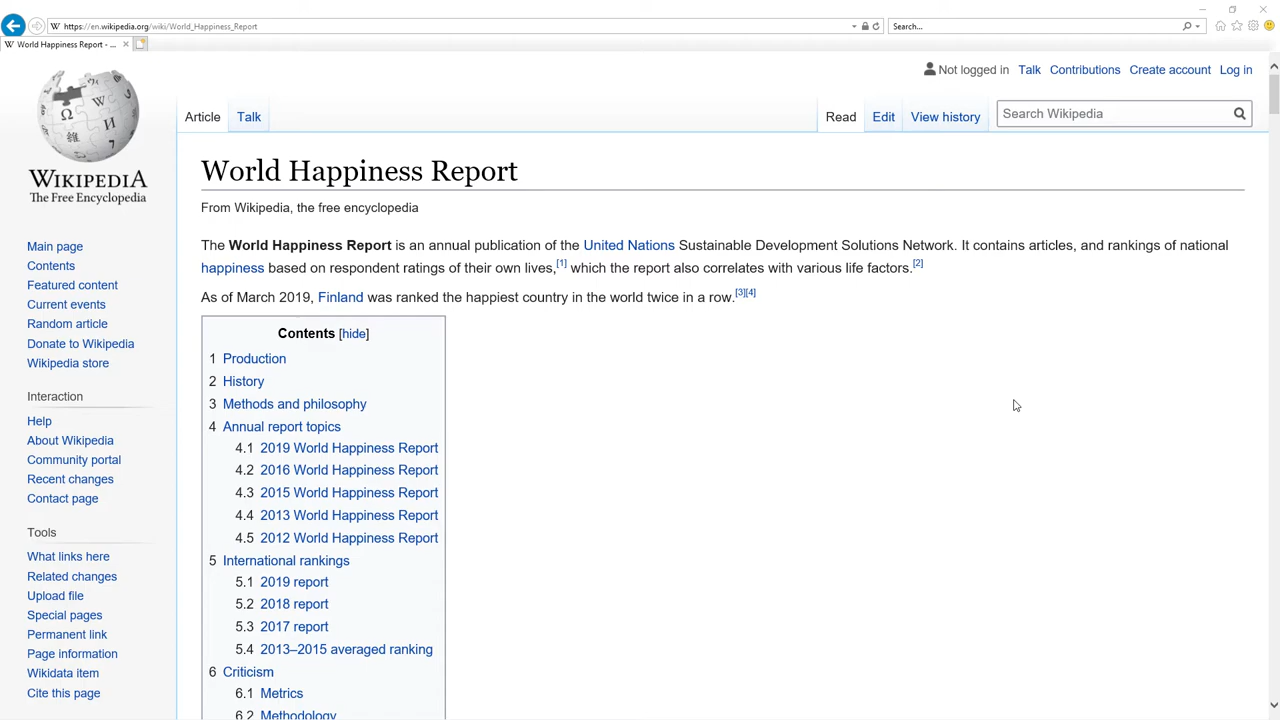 https://en.wikipedia.org/wiki/World_Happiness_Report
Search...
World Happiness Report - ...
Not logged in Talk Contributions Create account Log in
Article Talk Read Edit View history Search Wikipedia
WIKIPEDIA
The Free Encyclopedia
Main page
Contents
Featured content
Current events
Random article
Donate to Wikipedia
Wikipedia store
Interaction
Help
About Wikipedia
Community portal
Recent changes
Contact page
Tools
What links here
Related changes
Upload file
Special pages
Permanent link
Page information
Wikidata item
Cite this page
World Happiness Report
From Wikipedia, the free encyclopedia
The World Happiness Report is an annual publication of the United Nations Sustainable Development Solutions Network. It contains articles, and rankings of national
happiness based on respondent ratings of their own lives,[1] which the report also correlates with various life factors.[2]
As of March 2019, Finland was ranked the happiest country in the world twice in a row.[3][4]
Contents [hide]
1 Production
2 History
3 Methods and philosophy
4 Annual report topics
4.1 2019 World Happiness Report
4.2 2016 World Happiness Report
4.3 2015 World Happiness Report
4.4 2013 World Happiness Report
4.5 2012 World Happiness Report
5 International rankings
5.1 2019 report
5.2 2018 report
5.3 2017 report
5.4 2013–2015 averaged ranking
6 Criticism
6.1 Metrics
6.2 Methodology